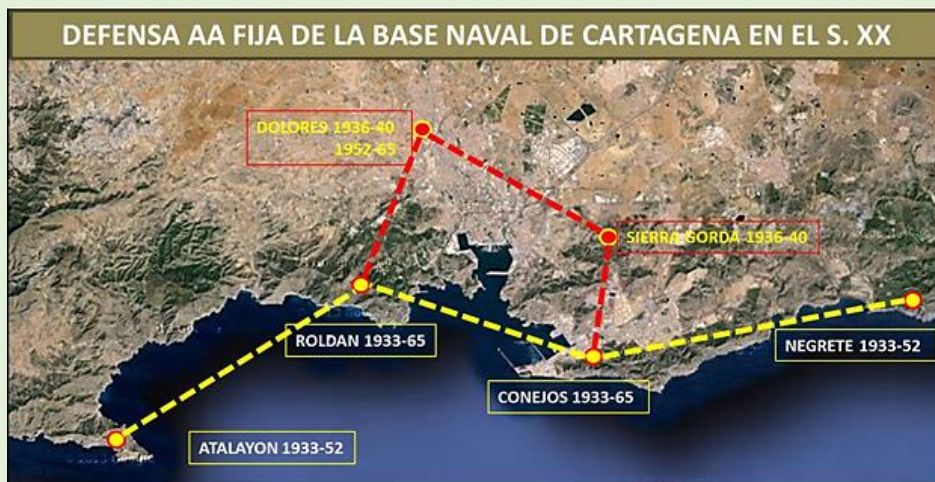 DEFENSA AA FIJA DE LA BASE NAVAL DE CARTAGENA EN EL S. XX
DOLORES 1936-40
1952-65
SIERRA GORDA 1936-40
ROLDAN 1933-65
NEGRETE 1933-52
CONEJOS 1933-65
ATALAYON 1933-52